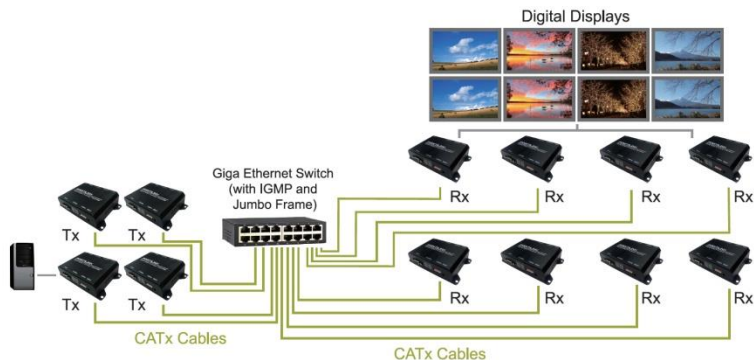 Digital Displays
Giga Ethernet Switch
(with IGMP and
Jumbo Frame)
Rx
Rx
Rx
Rx
Tx
Tx
Tx
Tx
Rx
Rx
Rx
Rx
CATx Cables
CATx Cables